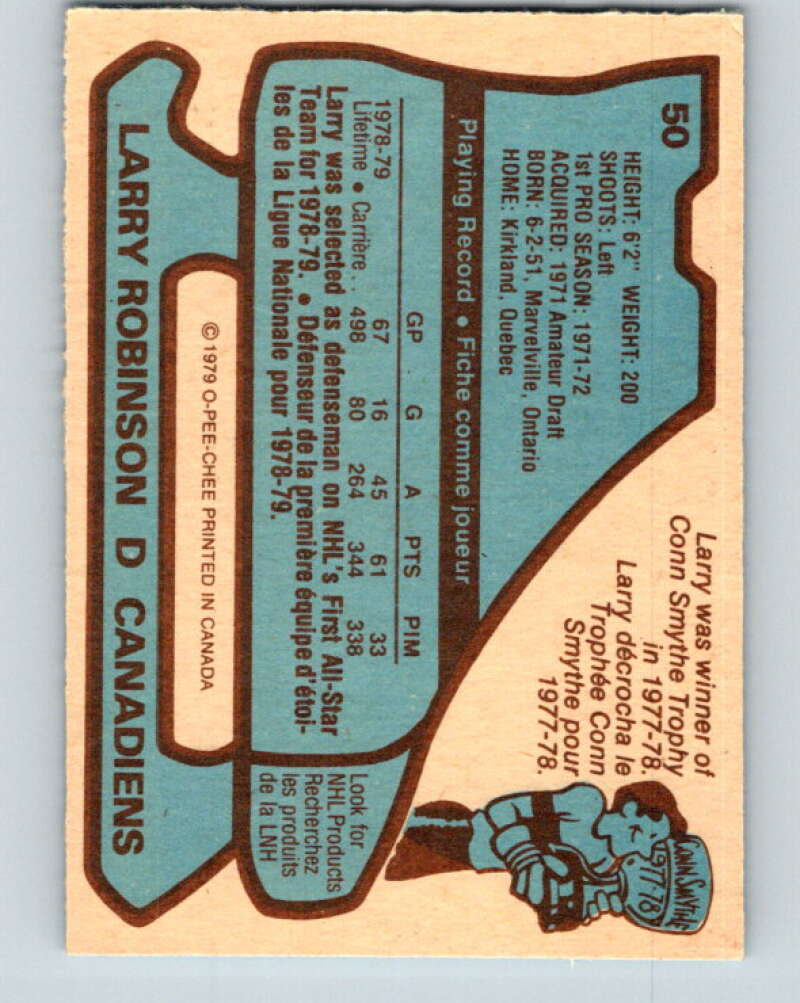 50
HEIGHT: 6'2" WEIGHT: 200
SHOOTS: Left
1st PRO SEASON: 1971-72
ACQUIRED: 1971 Amateur Draft
BORN: 6-2-51, Marvelville, Ontario
HOME: Kirkland, Quebec
Larry was winner of
Conn Smythe Trophy
in 1977-78.
Larry décrocha le
Trophée Conn
Smythe pour
1977-78.
CONN SMYTHE
1977-78
Playing Record • Fiche comme joueur
GP G A PTS PIM
1978-79 67 16 45 61 33
Lifetime • Carrière . . 498 80 264 344 338
Larry was selected as defenseman on NHL's First All-Star
Team for 1978-79. • Défenseur de la première équipe d'étoi-
les de la Ligue Nationale pour 1978-79.
Look for
NHL Products
Recherchez
les produits
de la LNH
© 1979 O-PEE-CHEE PRINTED IN CANADA
LARRY ROBINSON D CANADIENS